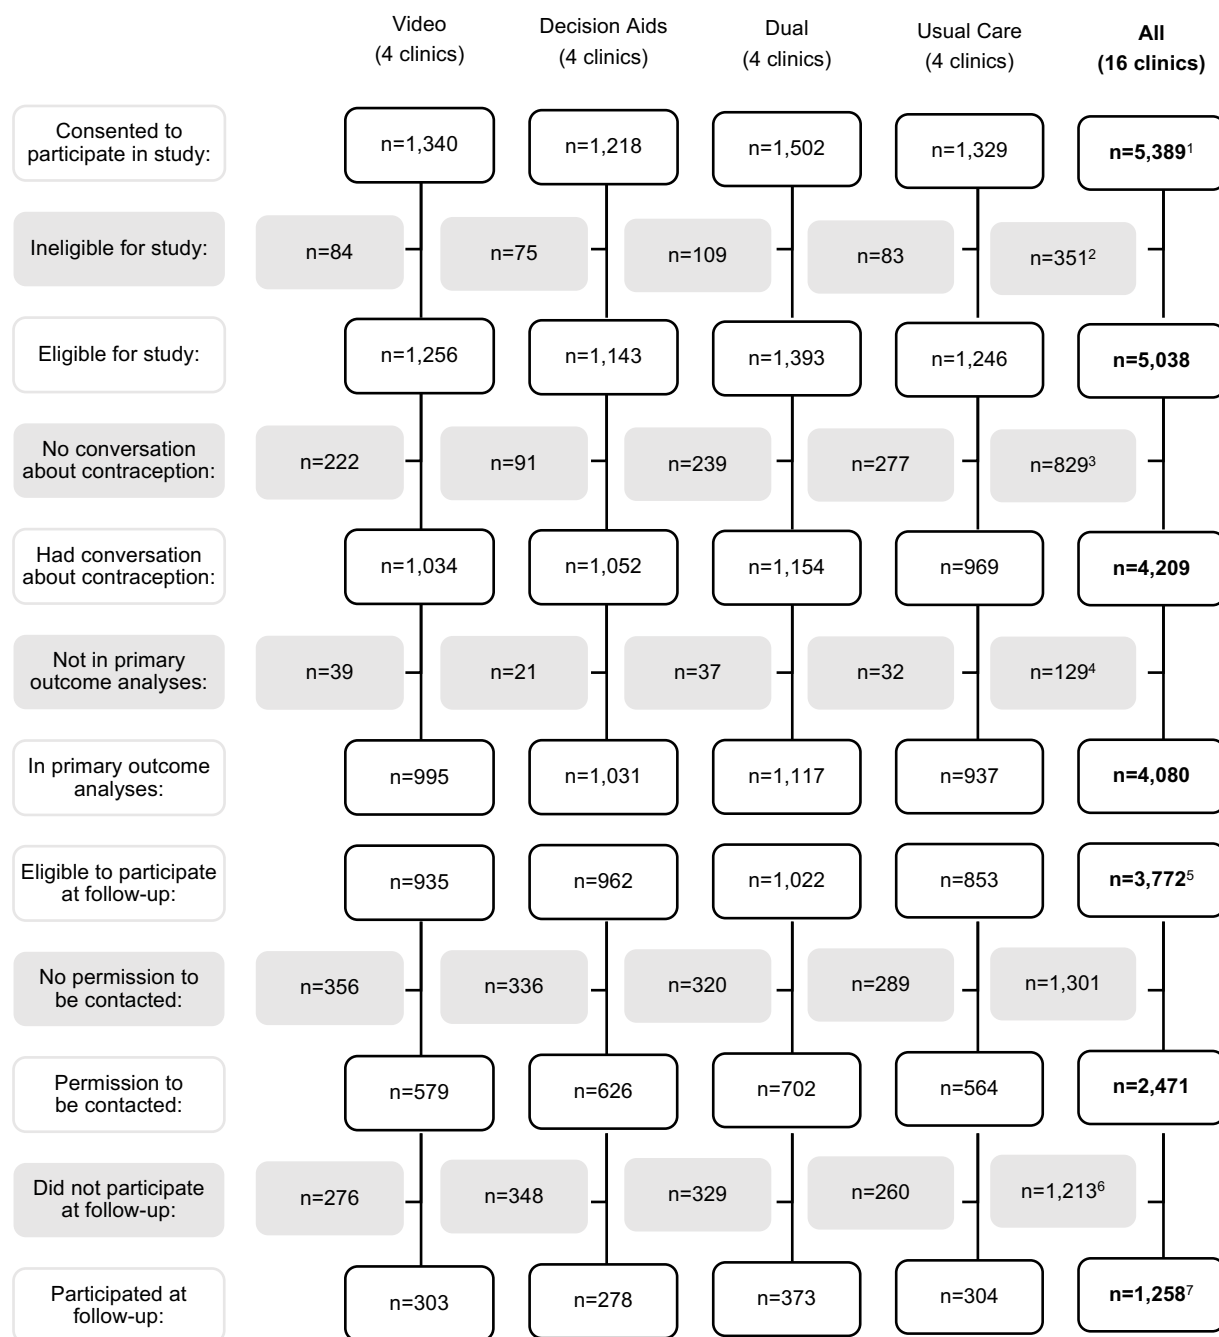 Video
(4 clinics)
Decision Aids
(4 clinics)
Dual
(4 clinics)
Usual Care
(4 clinics)
All
(16 clinics)
Consented to
participate in study:
n=1,340
n=1,218
n=1,502
n=1,329
n=5,389¹
Ineligible for study:
n=84
n=75
n=109
n=83
n=351²
Eligible for study:
n=1,256
n=1,143
n=1,393
n=1,246
n=5,038
No conversation
about contraception:
n=222
n=91
n=239
n=277
n=829³
Had conversation
about contraception:
n=1,034
n=1,052
n=1,154
n=969
n=4,209
Not in primary
outcome analyses:
n=39
n=21
n=37
n=32
n=129⁴
In primary outcome
analyses:
n=995
n=1,031
n=1,117
n=937
n=4,080
Eligible to participate
at follow-up:
n=935
n=962
n=1,022
n=853
n=3,772⁵
No permission to
be contacted:
n=356
n=336
n=320
n=289
n=1,301
Permission to
be contacted:
n=579
n=626
n=702
n=564
n=2,471
Did not participate
at follow-up:
n=276
n=348
n=329
n=260
n=1,213⁶
Participated at
follow-up:
n=303
n=278
n=373
n=304
n=1,258⁷